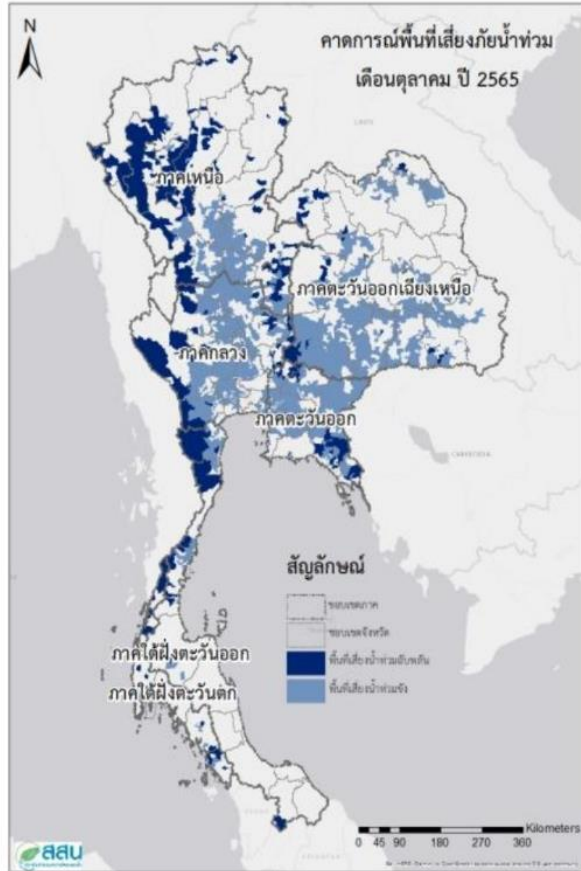 คาดการณ์พื้นที่เสี่ยงภัยน้ำท่วม
เดือนตุลาคม ปี 2565
N
LAOS
ภาคเหนือ
ภาคตะวันออกเฉียงเหนือ
ภาคกลาง
ภาคตะวันออก
CAMBODIA
สัญลักษณ์
ขอบเขตภาค
ขอบเขตจังหวัด
พื้นที่เสี่ยงน้ำท่วมฉับพลัน
พื้นที่เสี่ยงน้ำท่วมขัง
ภาคใต้ฝั่งตะวันออก
ภาคใต้ฝั่งตะวันตก
Kilometers
0 45 90 180 270 360
สสน